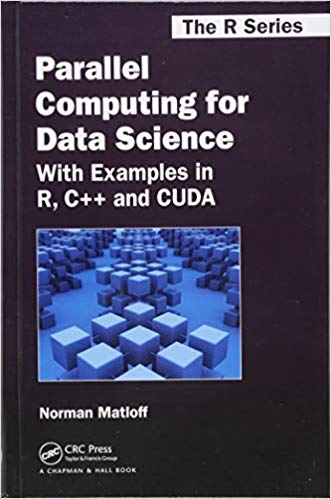 The R Series
Parallel
Computing for
Data Science
With Examples in
R, C++ and CUDA
Norman Matloff
CRC
CRC Press
Taylor & Francis Group
A CHAPMAN & HALL BOOK